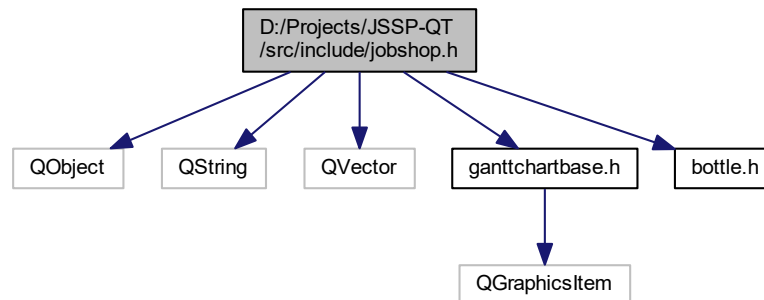 D:/Projects/JSSP-QT
/src/include/jobshop.h
QObject
QString
QVector
ganttchartbase.h
bottle.h
QGraphicsItem